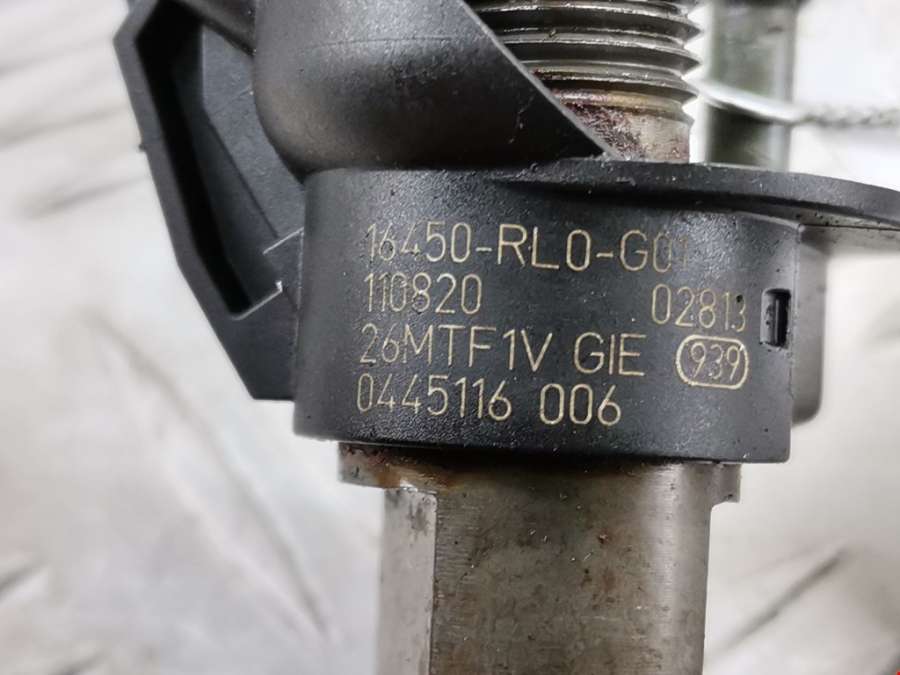 16450-RL0-G01
110820 02813
26MTF1V GIE 939
0445116 006